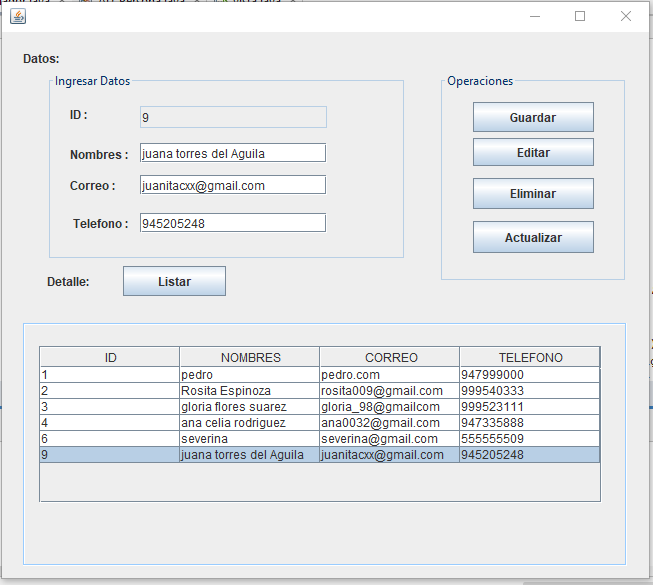 Datos:
Ingresar Datos
ID :
9
Nombres :
juana torres del Aguila
Correo :
juanitacxx@gmail.com
Telefono :
945205248
Operaciones
Guardar
Editar
Eliminar
Actualizar
Detalle:
Listar
ID NOMBRES CORREO TELEFONO
1 pedro pedro.com 947999000
2 Rosita Espinoza rosita009@gmail.com 999540333
3 gloria flores suarez gloria_98@gmailcom 999523111
4 ana celia rodriguez ana0032@gmail.com 947335888
6 severina severina@gmail.com 555555509
9 juana torres del Aguila juanitacxx@gmail.com 945205248